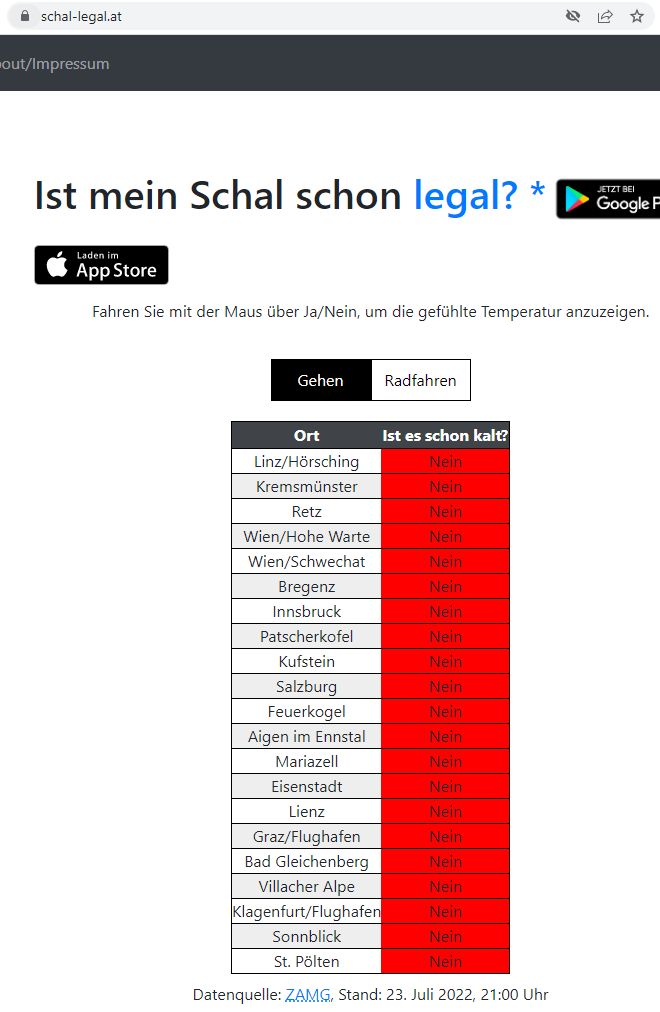 schal-legal.at
out/Impressum
Ist mein Schal schon legal? *
JETZT BEI
Google P
Laden im
App Store
Fahren Sie mit der Maus über Ja/Nein, um die gefühlte Temperatur anzuzeigen.
Gehen Radfahren
Ort Ist es schon kalt?
Linz/Hörsching Nein
Kremsmünster Nein
Retz Nein
Wien/Hohe Warte Nein
Wien/Schwechat Nein
Bregenz Nein
Innsbruck Nein
Patscherkofel Nein
Kufstein Nein
Salzburg Nein
Feuerkogel Nein
Aigen im Ennstal Nein
Mariazell Nein
Eisenstadt Nein
Lienz Nein
Graz/Flughafen Nein
Bad Gleichenberg Nein
Villacher Alpe Nein
Klagenfurt/Flughafen Nein
Sonnblick Nein
St. Pölten Nein
Datenquelle: ZAMG, Stand: 23. Juli 2022, 21:00 Uhr